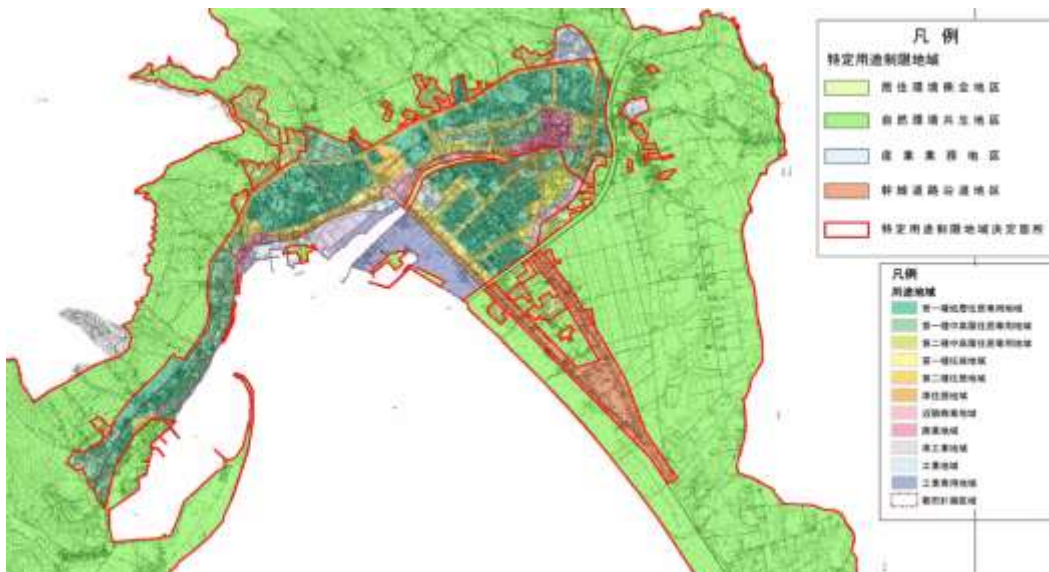 凡例
特定用途制限地域
居住環境保全地区
自然環境共生地区
産業業務地区
幹線道路沿道地区
特定用途制限地域決定箇所
凡例
用途地域
第一種低層住居専用地域
第一種中高層住居専用地域
第二種中高層住居専用地域
第一種住居地域
第二種住居地域
準住居地域
近隣商業地域
商業地域
準工業地域
工業地域
工業専用地域
都市計画区域